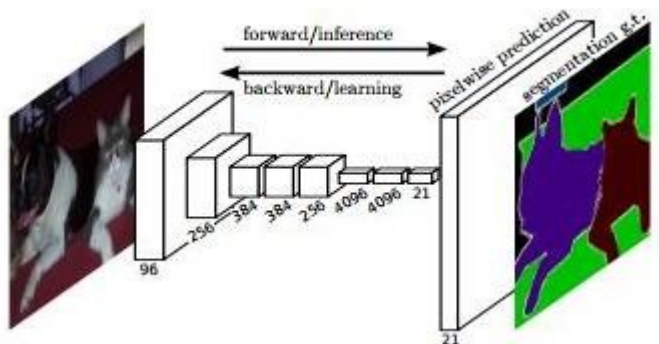 forward/inference
backward/learning
pixelwise prediction
segmentation g.t.
96
256
384
384
256
4096
4096
21
21